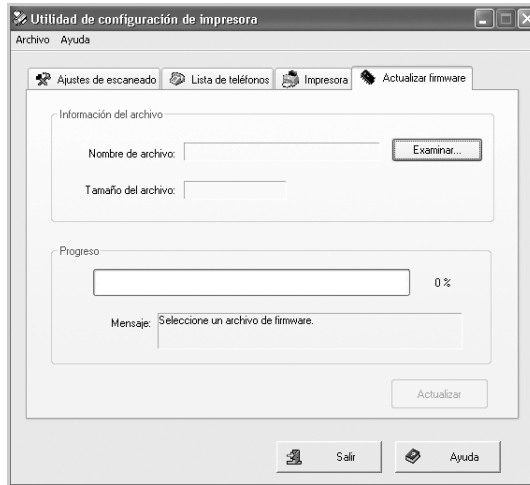 Utilidad de configuración de impresora
Archivo Ayuda
Ajustes de escaneado Lista de teléfonos Impresora Actualizar firmware
Información del archivo
Nombre de archivo: Examinar...
Tamaño del archivo:
Progreso
0 %
Mensaje: Seleccione un archivo de firmware.
Actualizar
Salir Ayuda